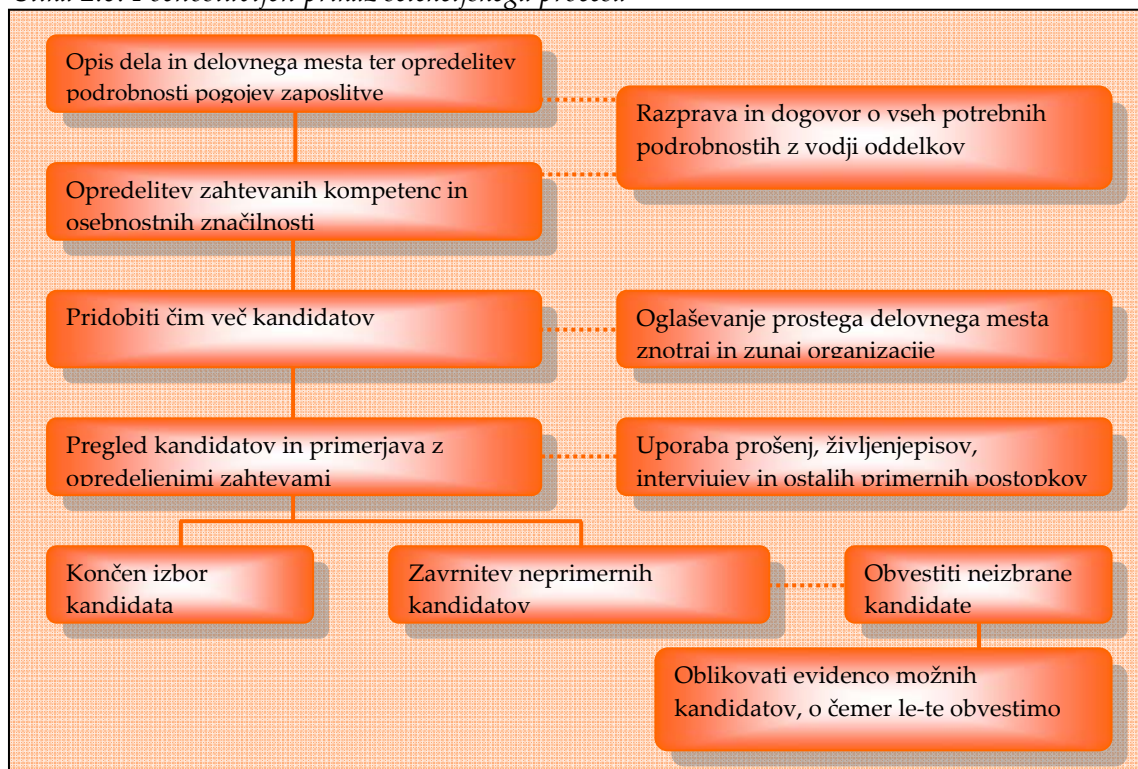 Opis dela in delovnega mesta ter opredelitev
podrobnosti pogojev zaposlitve
Razprava in dogovor o vseh potrebnih
podrobnostih z vodji oddelkov
Opredelitev zahtevanih kompetenc in
osebnostnih značilnosti
Pridobiti čim več kandidatov
Oglaševanje prostega delovnega mesta
znotraj in zunaj organizacije
Pregled kandidatov in primerjava z
opredeljenimi zahtevami
Uporaba prošenj, življenjepisov,
intervjujev in ostalih primernih postopkov
Končen izbor
kandidata
Zavrnitev neprimernih
kandidatov
Obvestiti neizbrane
kandidate
Oblikovati evidenco možnih
kandidatov, o čemer le-te obvestimo